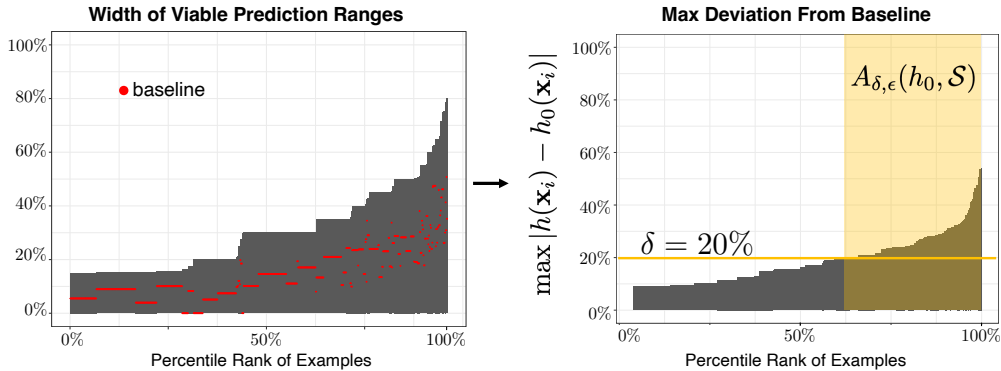 Width of Viable Prediction Ranges
100%
80%
60%
40%
20%
0%
baseline
0%
50%
100%
Percentile Rank of Examples
Max Deviation From Baseline
max |h(𝐱ᵢ) − h₀(𝐱ᵢ)|
100%
80%
60%
40%
20%
0%
A_{δ,ϵ}(h₀, 𝒮)
δ = 20%
0%
50%
100%
Percentile Rank of Examples